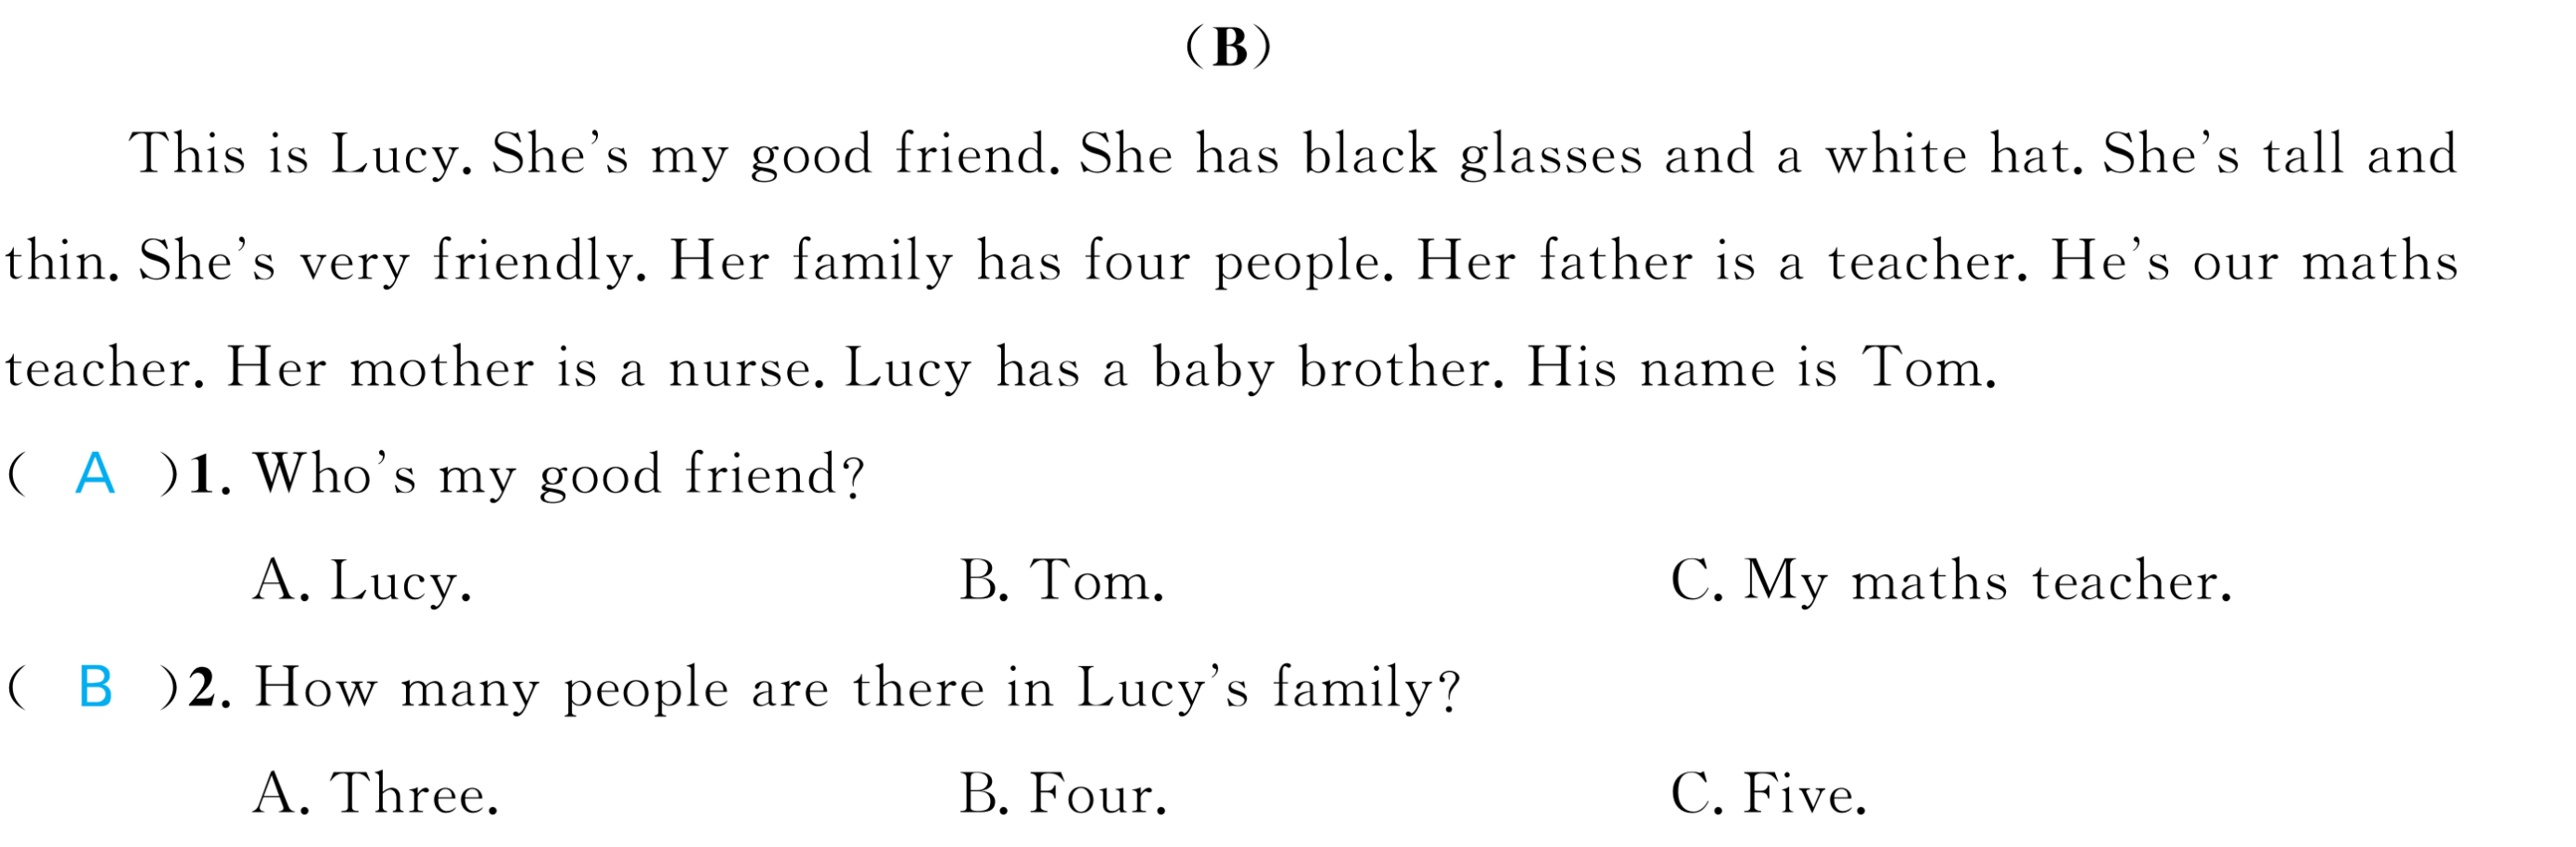 (B)
This is Lucy. She's my good friend. She has black glasses and a white hat. She's tall and
thin. She's very friendly. Her family has four people. Her father is a teacher. He's our maths
teacher. Her mother is a nurse. Lucy has a baby brother. His name is Tom.
( A )1. Who's my good friend?
A. Lucy. B. Tom. C. My maths teacher.
( B )2. How many people are there in Lucy's family?
A. Three. B. Four. C. Five.